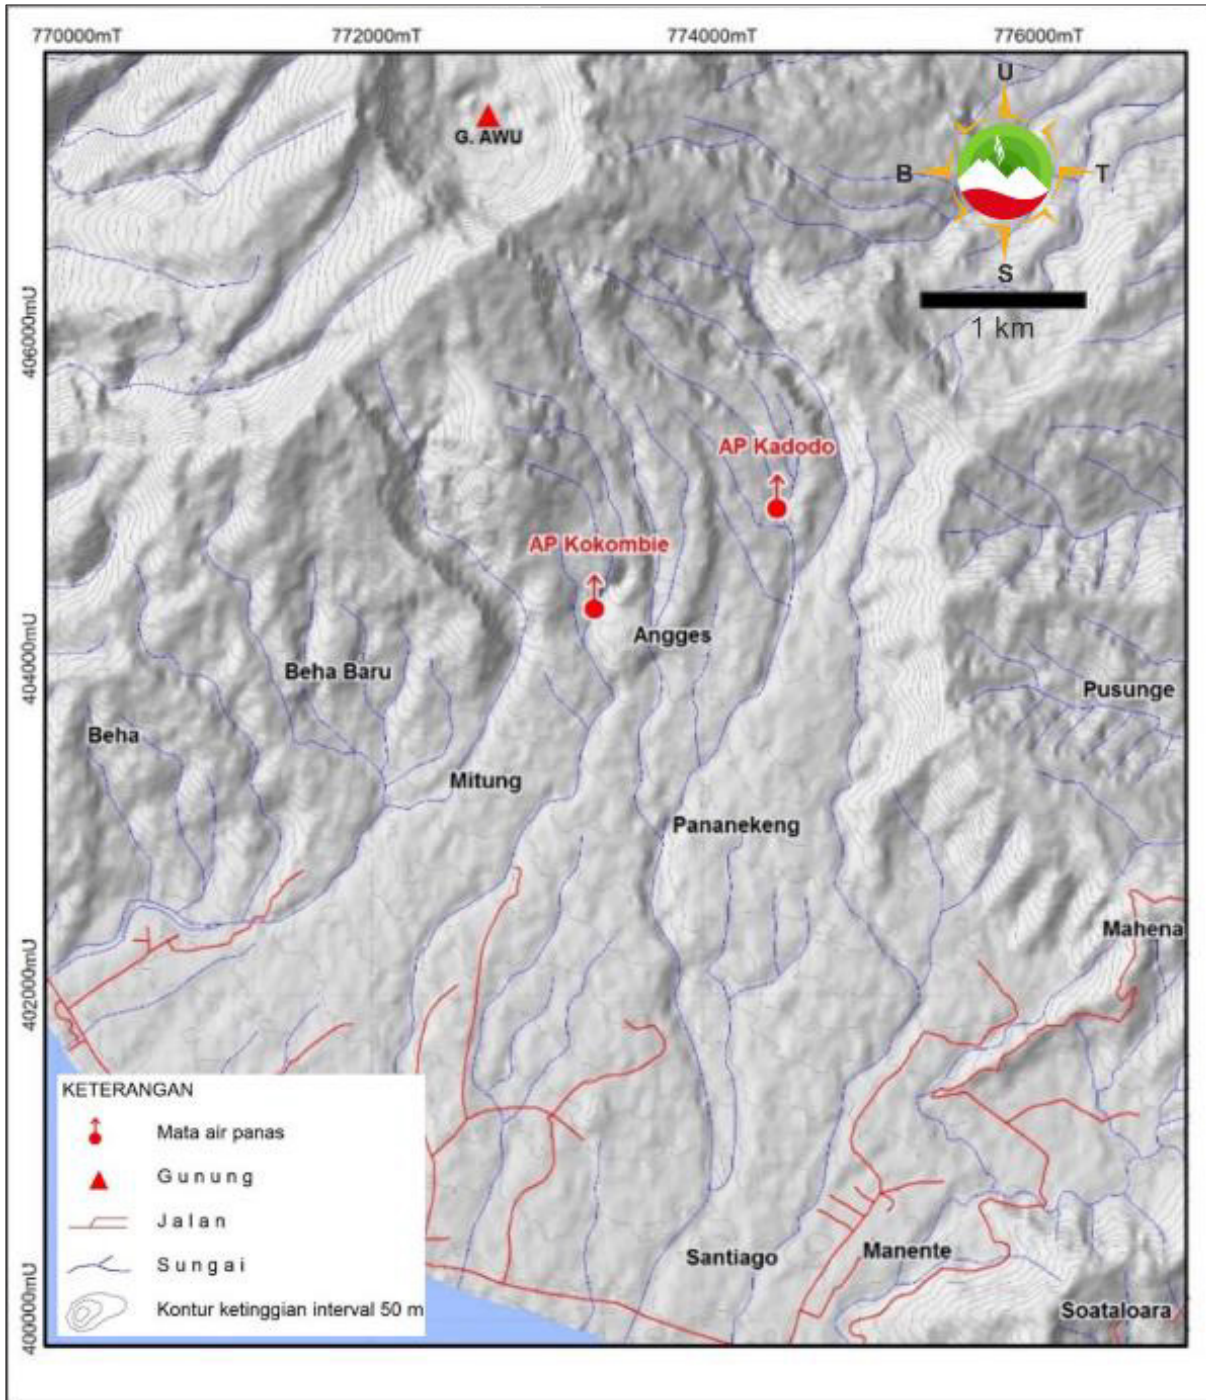 770000mT
772000mT
774000mT
776000mT
U
G. AWU
B
T
S
1 km
406000mU
AP Kadodo
AP Kokombie
Angges
404000mU
Beha Baru
Pusunge
Beha
Mitung
Pananekeng
Mahena
402000mU
KETERANGAN
Mata air panas
Gunung
Jalan
Sungai
Kontur ketinggian interval 50 m
Santiago
Manente
Soataloara
400000mU